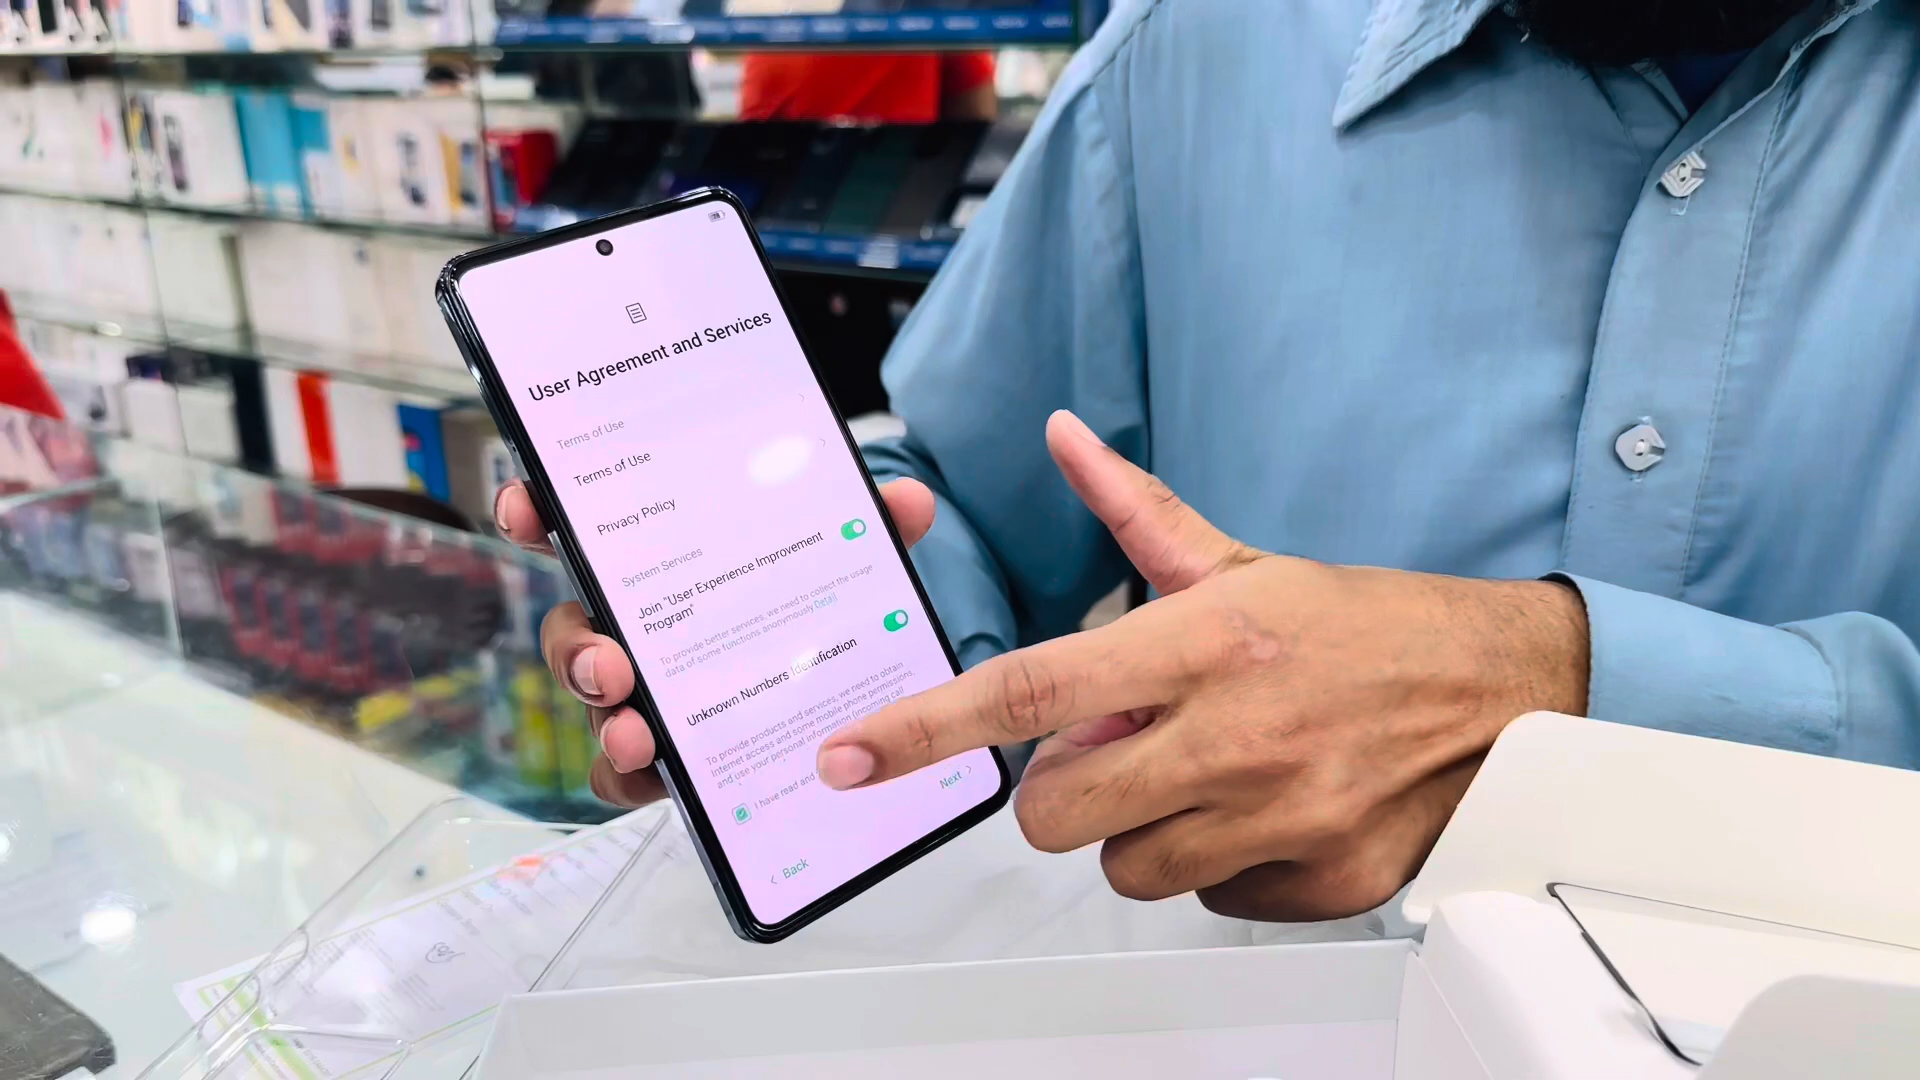 User Agreement and Services
Terms of Use
Terms of Use
Privacy Policy
System Services
Join "User Experience Improvement
Program"
To provide better services, we need to collect the usage
data of some functions anonymously Detail
Unknown Numbers Identification
To provide products and services, we need to obtain
Internet access and some mobile phone permissions,
and use your personal information (incoming call
I have read and
Next
Back